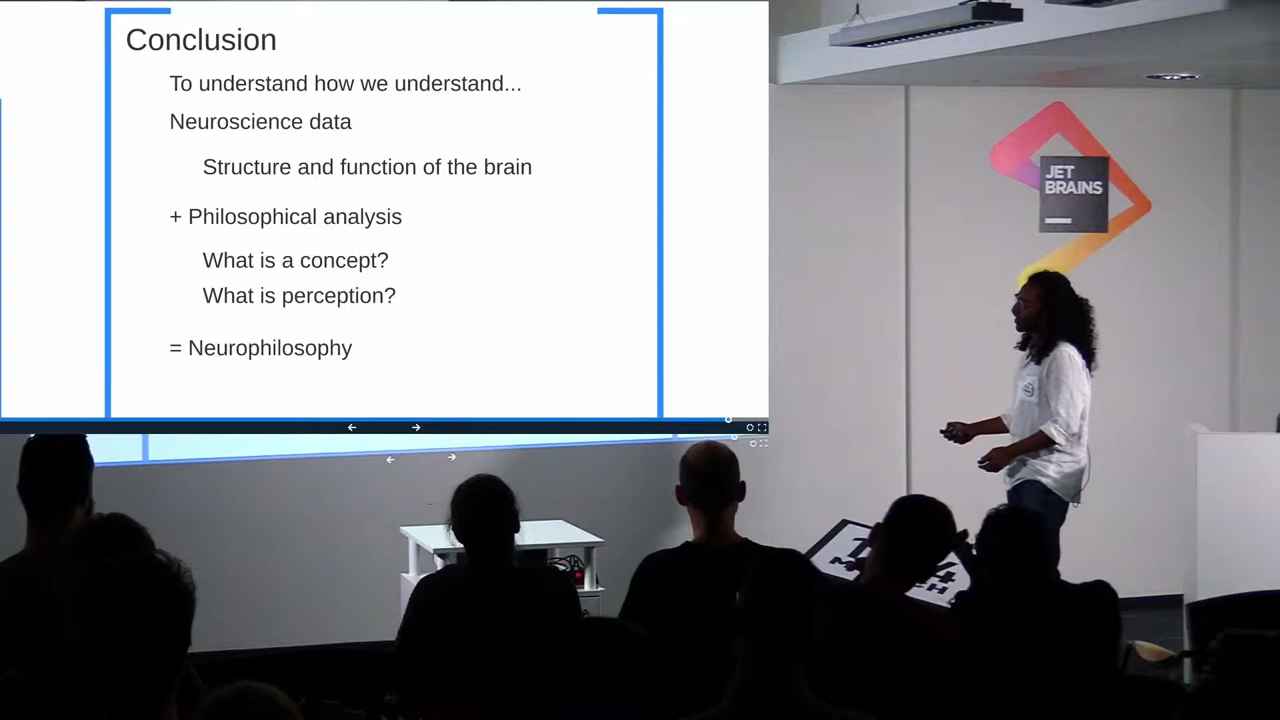 Conclusion
To understand how we understand...
Neuroscience data
Structure and function of the brain
+ Philosophical analysis
What is a concept?
What is perception?
= Neurophilosophy
JET
BRAINS